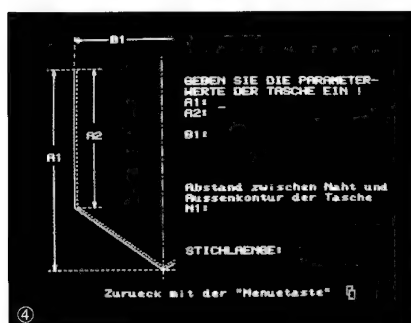 B1
GEBEN SIE DIE PARAMETER-
WERTE DER TASCHE EIN !
A1: _
A2:
B1:
A2
A1
Abstand zwischen Naht und
Aussenkontur der Tasche
N1:
STICHLAENGE:
Zurueck mit der "Menuetaste"
④